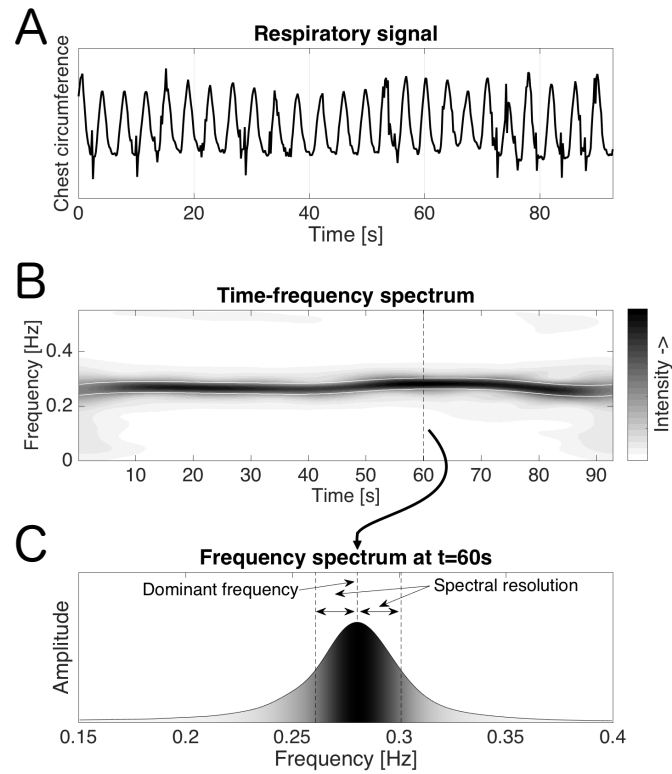 A
Respiratory signal
Chest circumference
0 20 40 60 80
Time [s]
B
Time-frequency spectrum
Frequency [Hz]
0.4
0.2
0
10 20 30 40 50 60 70 80 90
Time [s]
Intensity ->
C
Frequency spectrum at t=60s
Dominant frequency
Spectral resolution
Amplitude
0.15 0.2 0.25 0.3 0.35 0.4
Frequency [Hz]